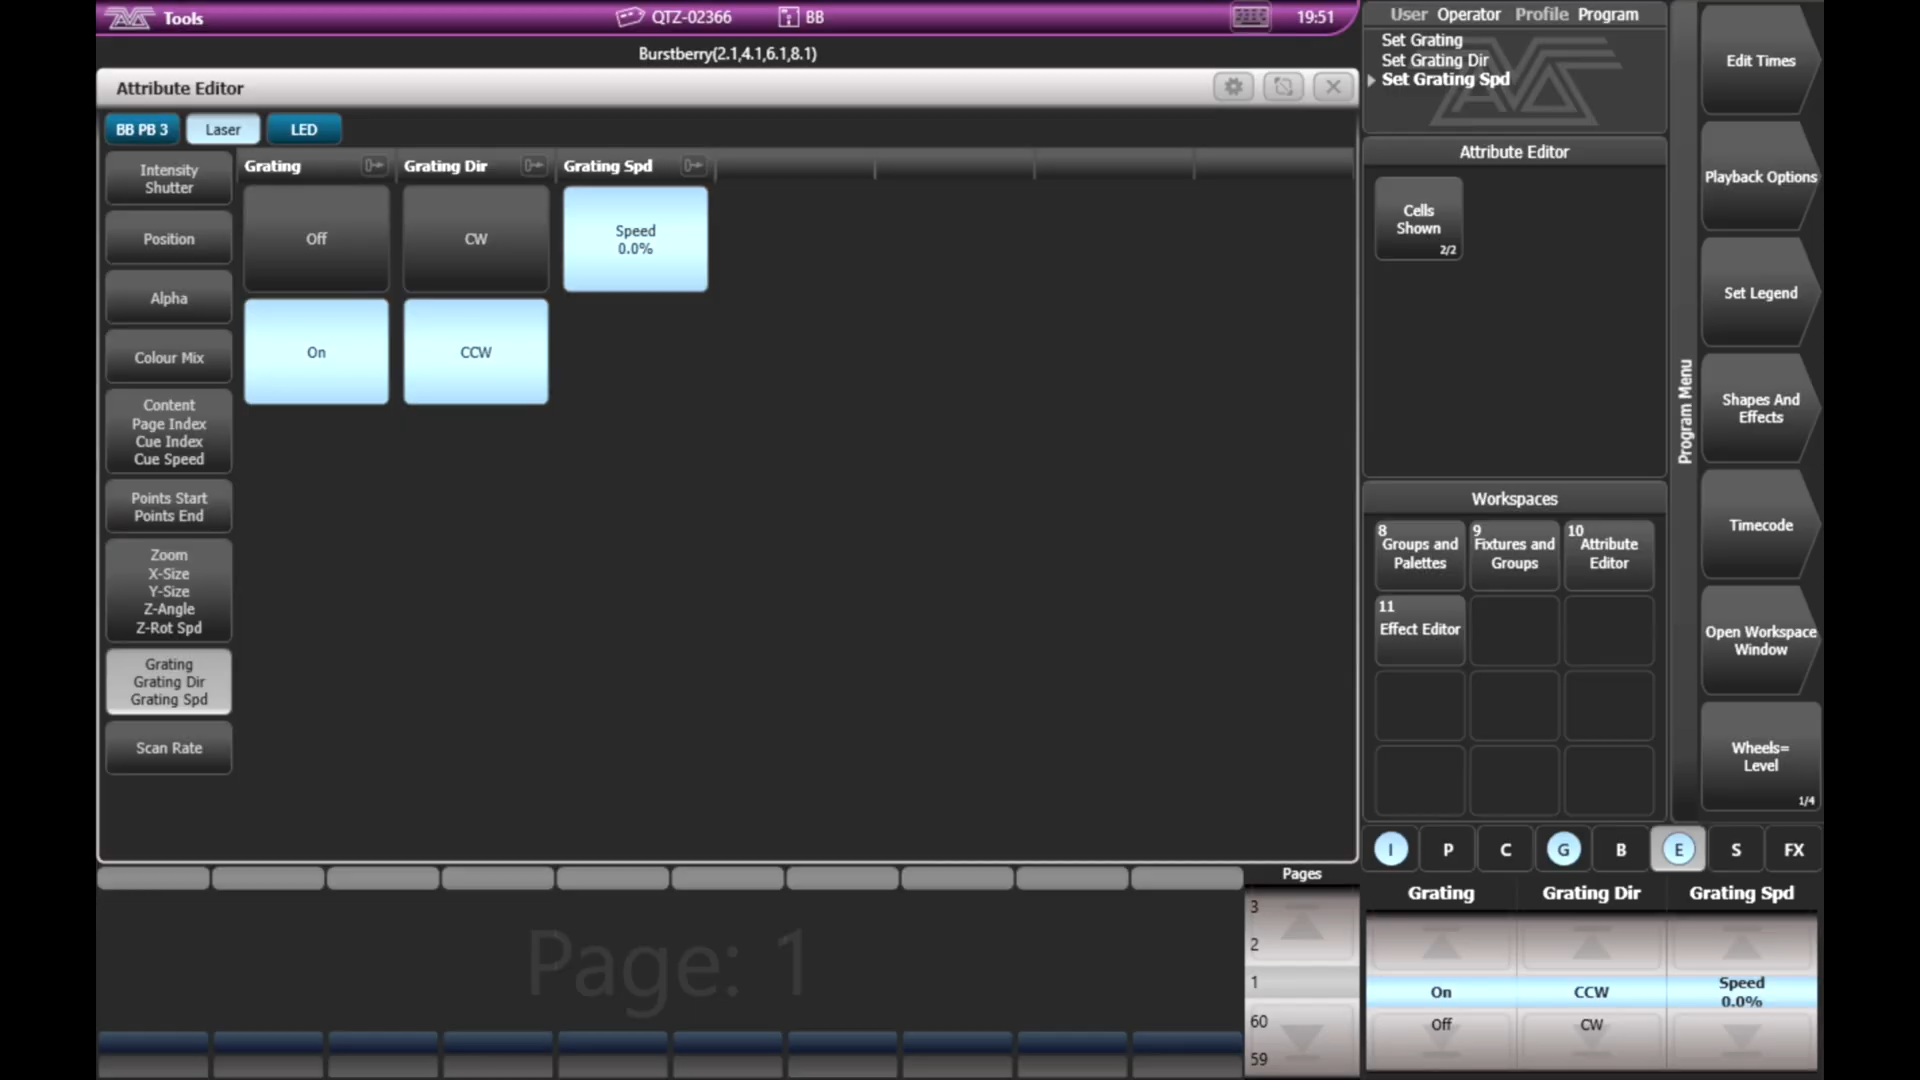 Tools
QTZ-02366
BB
19:51
Burstberry(2.1,4.1,6.1,8.1)
Attribute Editor
BB PB 3
Laser
LED
Intensity
Shutter
Position
Alpha
Colour Mix
Content
Page Index
Cue Index
Cue Speed
Points Start
Points End
Zoom
X-Size
Y-Size
Z-Angle
Z-Rot Spd
Grating
Grating Dir
Grating Spd
Scan Rate
Grating
Grating Dir
Grating Spd
Off
CW
Speed
0.0%
On
CCW
Page: 1
Pages
3
2
1
60
59
User Operator Profile Program
Set Grating
Set Grating Dir
Set Grating Spd
Attribute Editor
Cells
Shown
2/2
Workspaces
8
Groups and
Palettes
9
Fixtures and
Groups
10
Attribute
Editor
11
Effect Editor
Program Menu
Edit Times
Playback Options
Set Legend
Shapes And
Effects
Timecode
Open Workspace
Window
Wheels=
Level
1/4
I
P
C
G
B
E
S
FX
Grating
Grating Dir
Grating Spd
On
CCW
Speed
0.0%
Off
CW